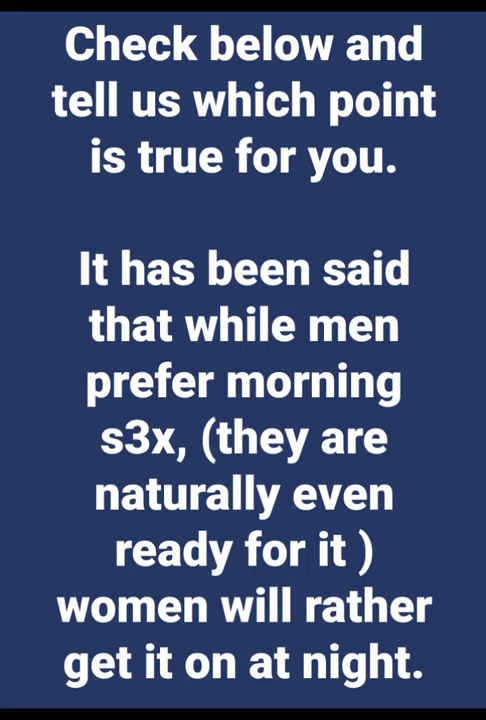 Check below and
tell us which point
is true for you.
It has been said
that while men
prefer morning
s3x, (they are
naturally even
ready for it )
women will rather
get it on at night.